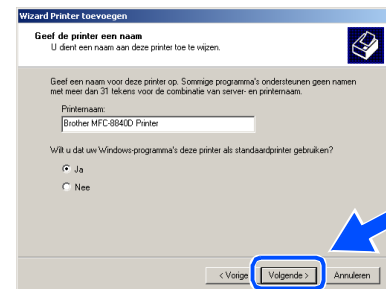 Wizard Printer toevoegen
Geef de printer een naam
U dient een naam aan deze printer toe te wijzen.
Geef een naam voor deze printer op. Sommige programma's ondersteunen geen namen
met meer dan 31 tekens voor de combinatie van server- en printernaam.
Printernaam:
Brother MFC-8840D Printer
Wilt u dat uw Windows-programma's deze printer als standaardprinter gebruiken?
Ja
Nee
< Vorige
Volgende >
Annuleren